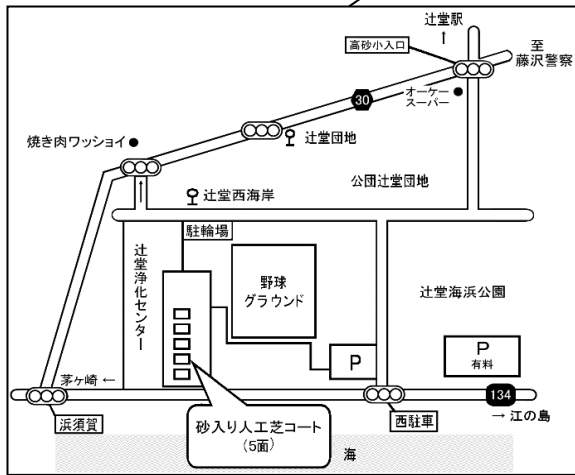 辻堂駅
↑
高砂小入口
至
藤沢警察
オーケー
スーパー
30
焼き肉ワッショイ
辻堂団地
公団辻堂団地
辻堂西海岸
駐輪場
辻堂浄化センター
野球
グラウンド
辻堂海浜公園
P
P
有料
茅ヶ崎 ←
134
→ 江の島
浜須賀
砂入り人工芝コート
(5面)
西駐車
海